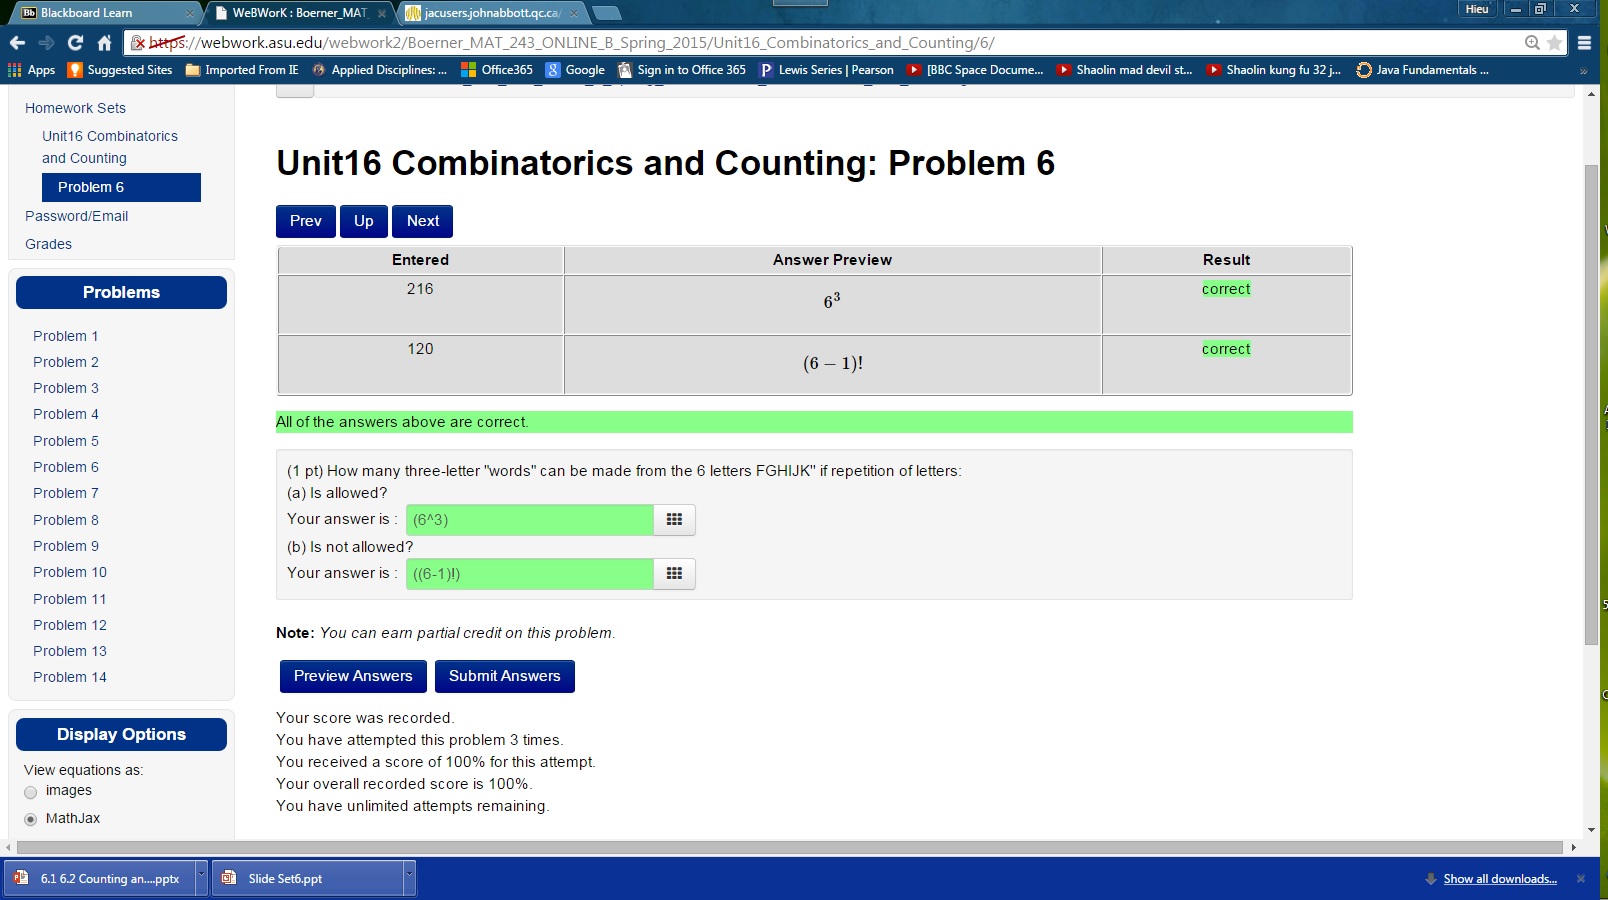 Blackboard Learn
WeBWorK : Boerner_MAT_
jacusers.johnabbott.qc.ca/
Hieu
https://webwork.asu.edu/webwork2/Boerner_MAT_243_ONLINE_B_Spring_2015/Unit16_Combinatorics_and_Counting/6/
Apps
Suggested Sites
Imported From IE
Applied Disciplines: ...
Office365
Google
Sign in to Office 365
Lewis Series | Pearson
[BBC Space Docume...
Shaolin mad devil st...
Shaolin kung fu 32 j...
Java Fundamentals ...
Homework Sets
Unit16 Combinatorics
and Counting
Problem 6
Password/Email
Grades
Problems
Problem 1
Problem 2
Problem 3
Problem 4
Problem 5
Problem 6
Problem 7
Problem 8
Problem 9
Problem 10
Problem 11
Problem 12
Problem 13
Problem 14
Display Options
View equations as:
images
MathJax
Unit16 Combinatorics and Counting: Problem 6
Prev Up Next
Entered Answer Preview Result
216 6³ correct
120 (6 − 1)! correct
All of the answers above are correct.
(1 pt) How many three-letter "words" can be made from the 6 letters FGHIJK" if repetition of letters:
(a) Is allowed?
Your answer is : (6^3)
(b) Is not allowed?
Your answer is : ((6-1)!)
Note: You can earn partial credit on this problem.
Preview Answers Submit Answers
Your score was recorded.
You have attempted this problem 3 times.
You received a score of 100% for this attempt.
Your overall recorded score is 100%.
You have unlimited attempts remaining.
6.1 6.2 Counting an....pptx
Slide Set6.ppt
Show all downloads...